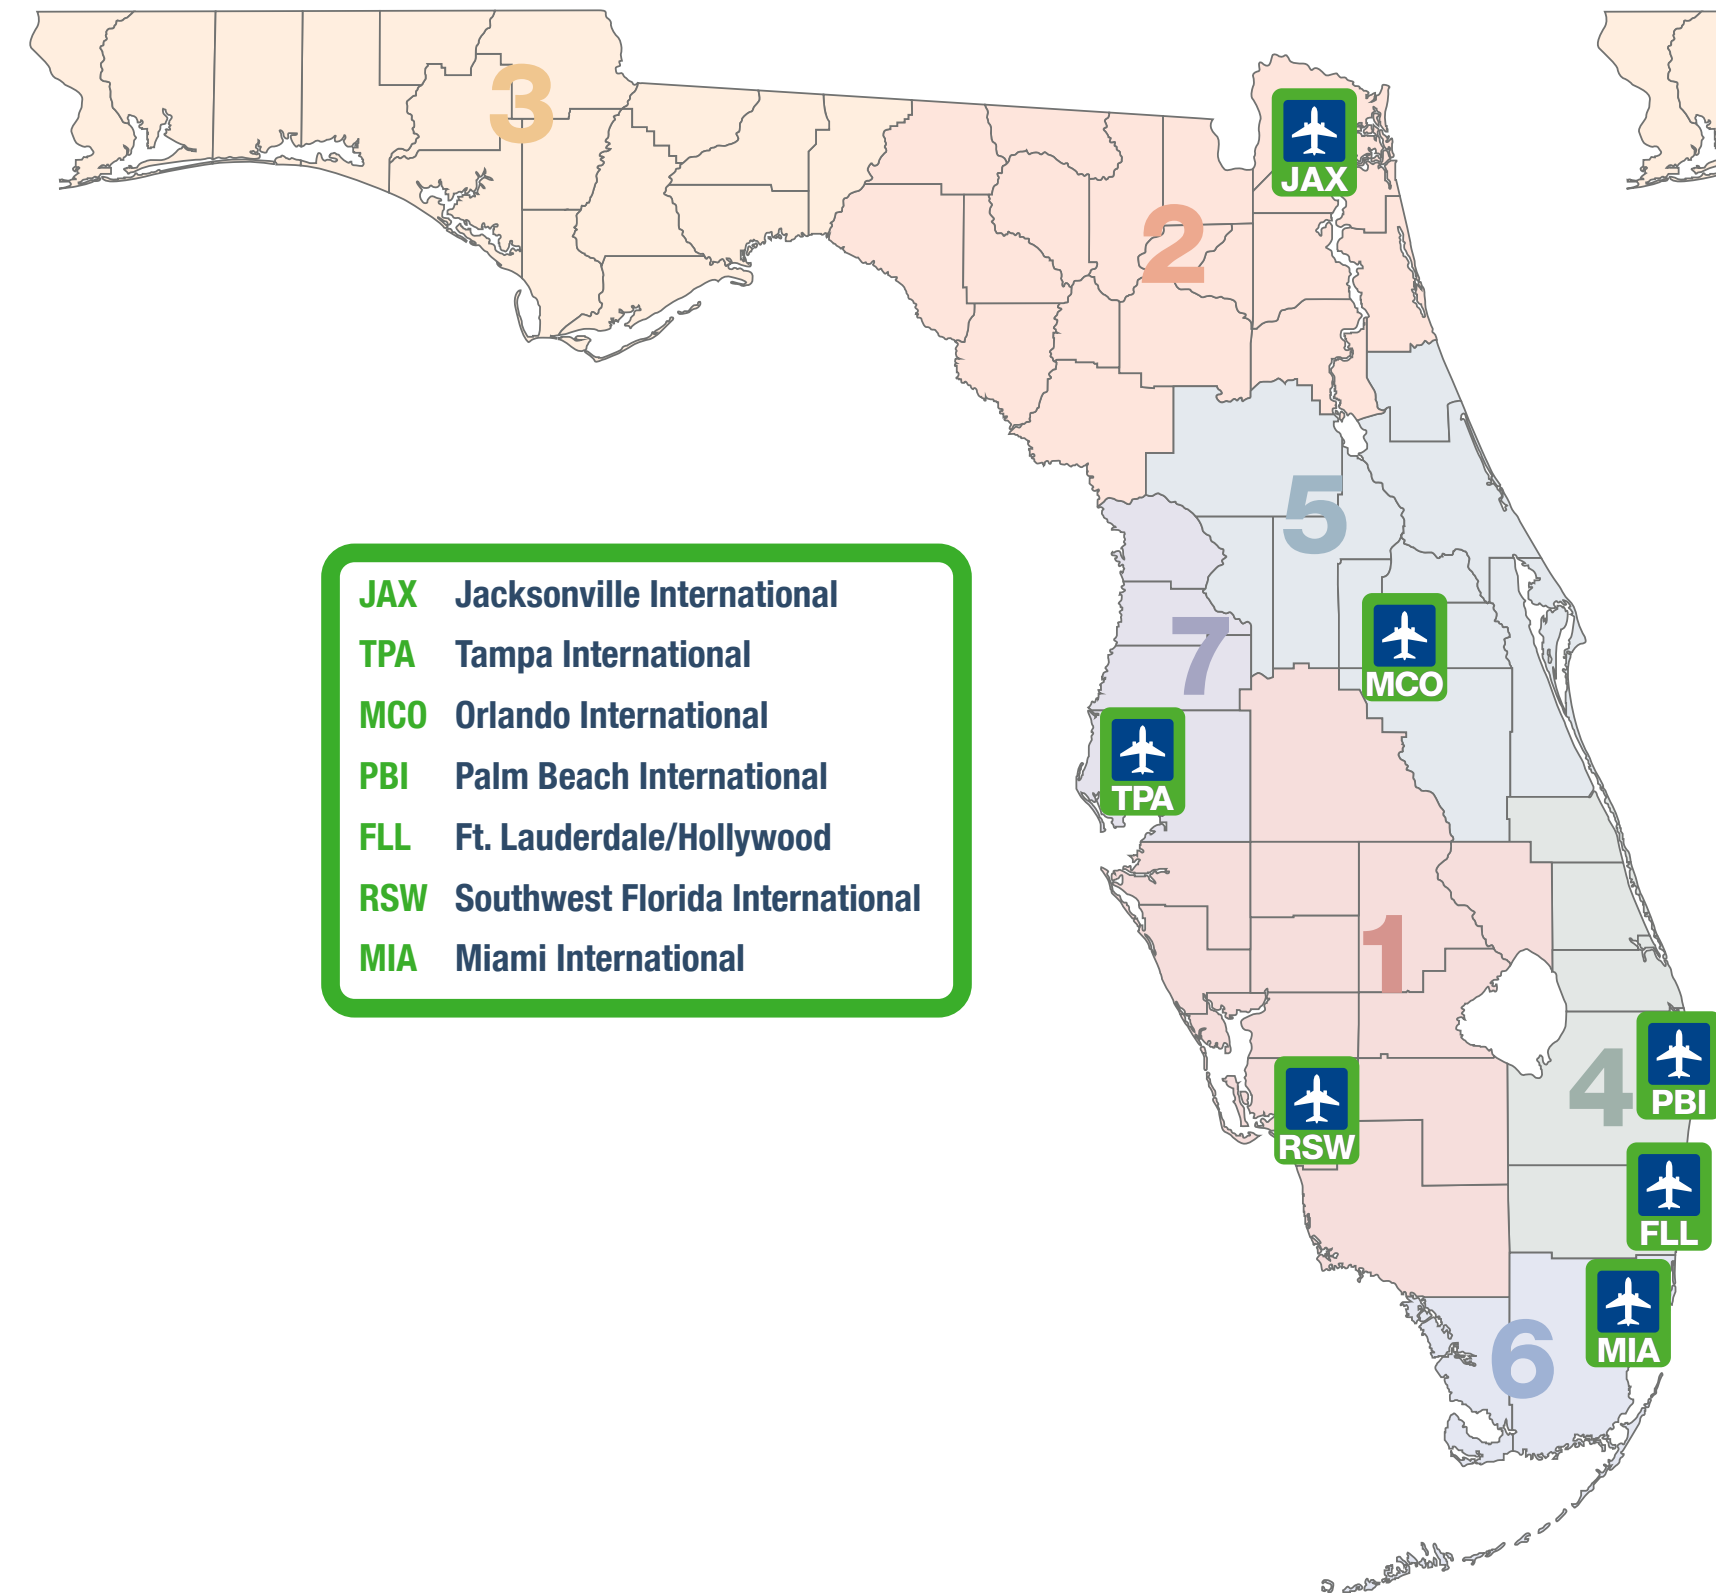 3
JAX
2
5
JAX Jacksonville International
TPA Tampa International
MCO Orlando International
PBI Palm Beach International
FLL Ft. Lauderdale/Hollywood
RSW Southwest Florida International
MIA Miami International
7
MCO
TPA
1
4
PBI
RSW
FLL
MIA
6